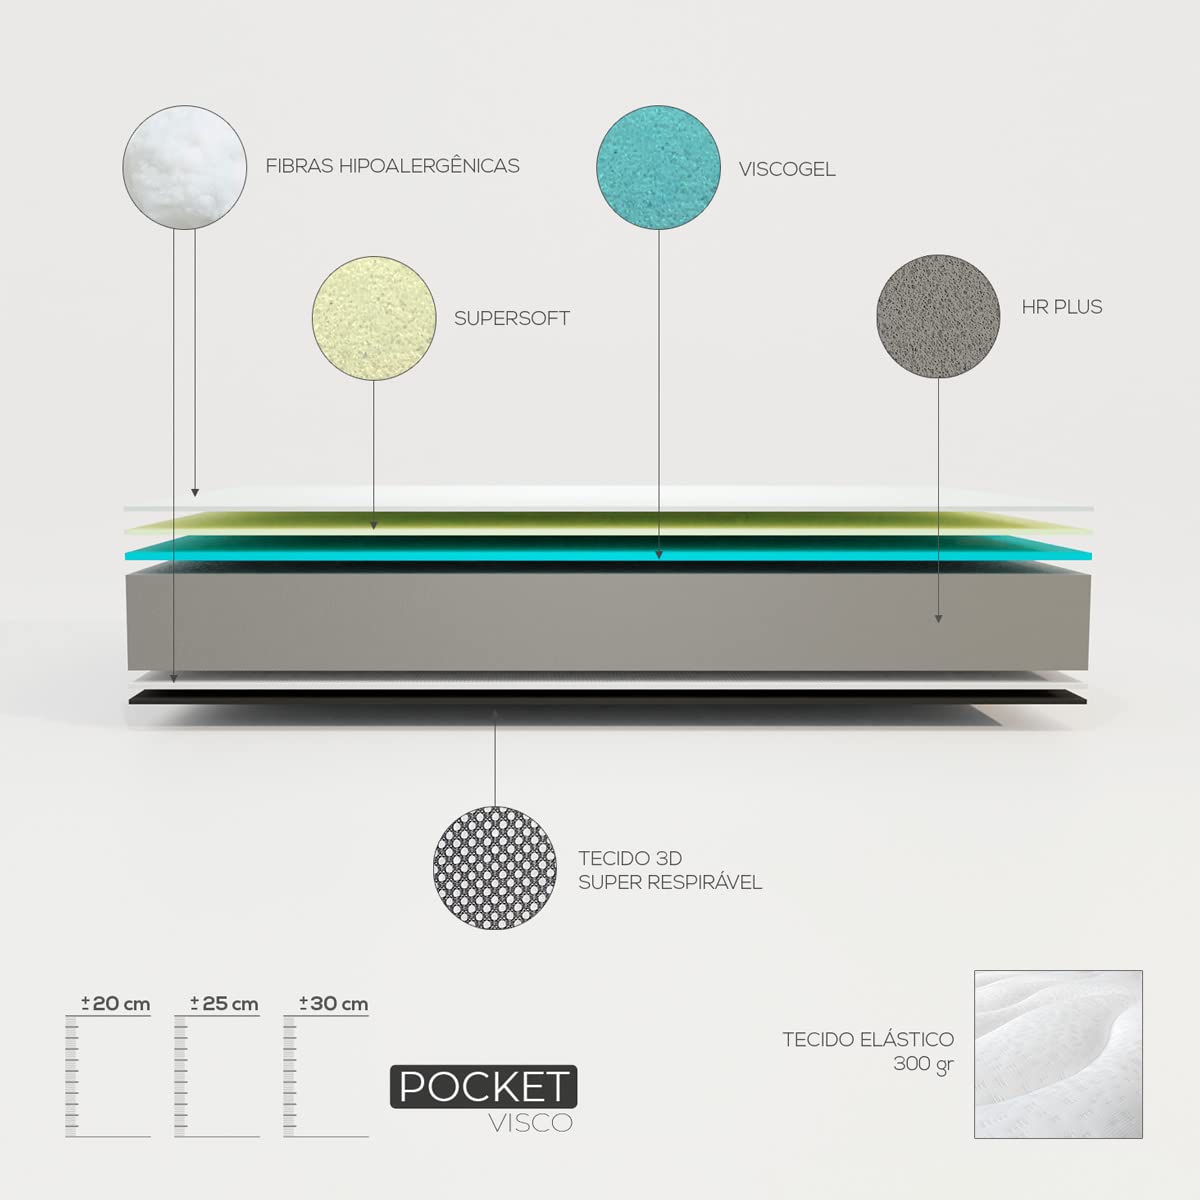 FIBRAS HIPOALERGÊNICAS
VISCOGEL
SUPERSOFT
HR PLUS
TECIDO 3D
SUPER RESPIRÁVEL
±20 cm
±25 cm
±30 cm
POCKET
VISCO
TECIDO ELÁSTICO
300 gr